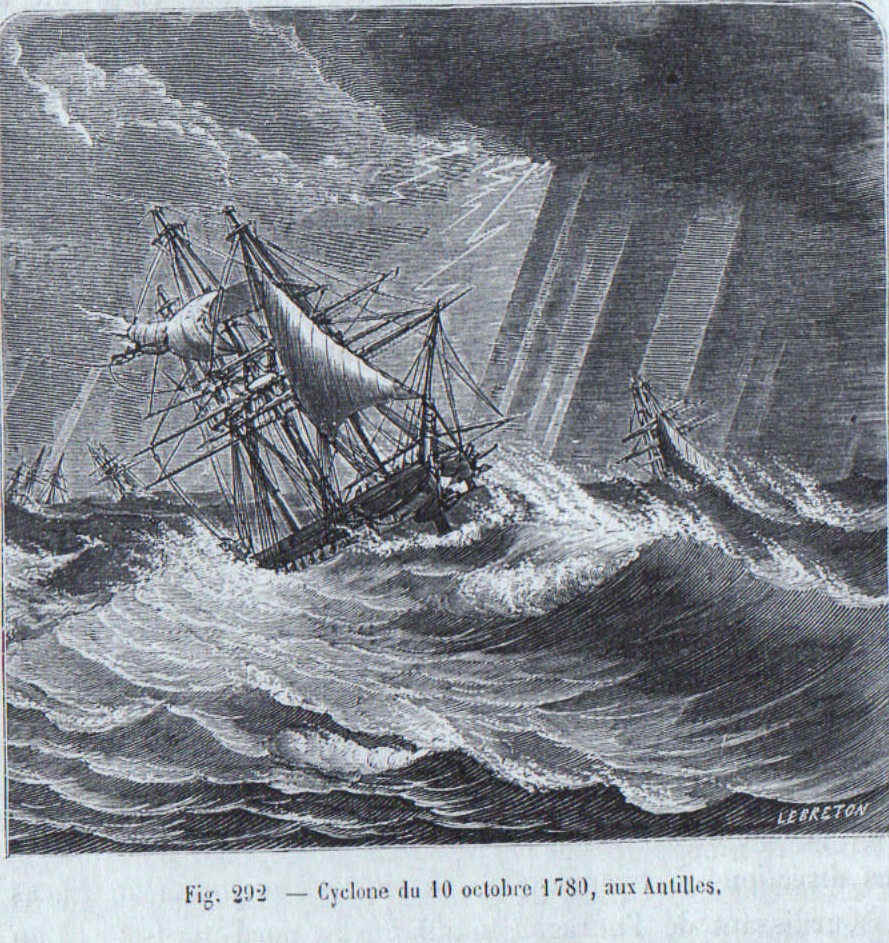 LEBRETON
Fig. 292 — Cyclone du 10 octobre 1780, aux Antilles.